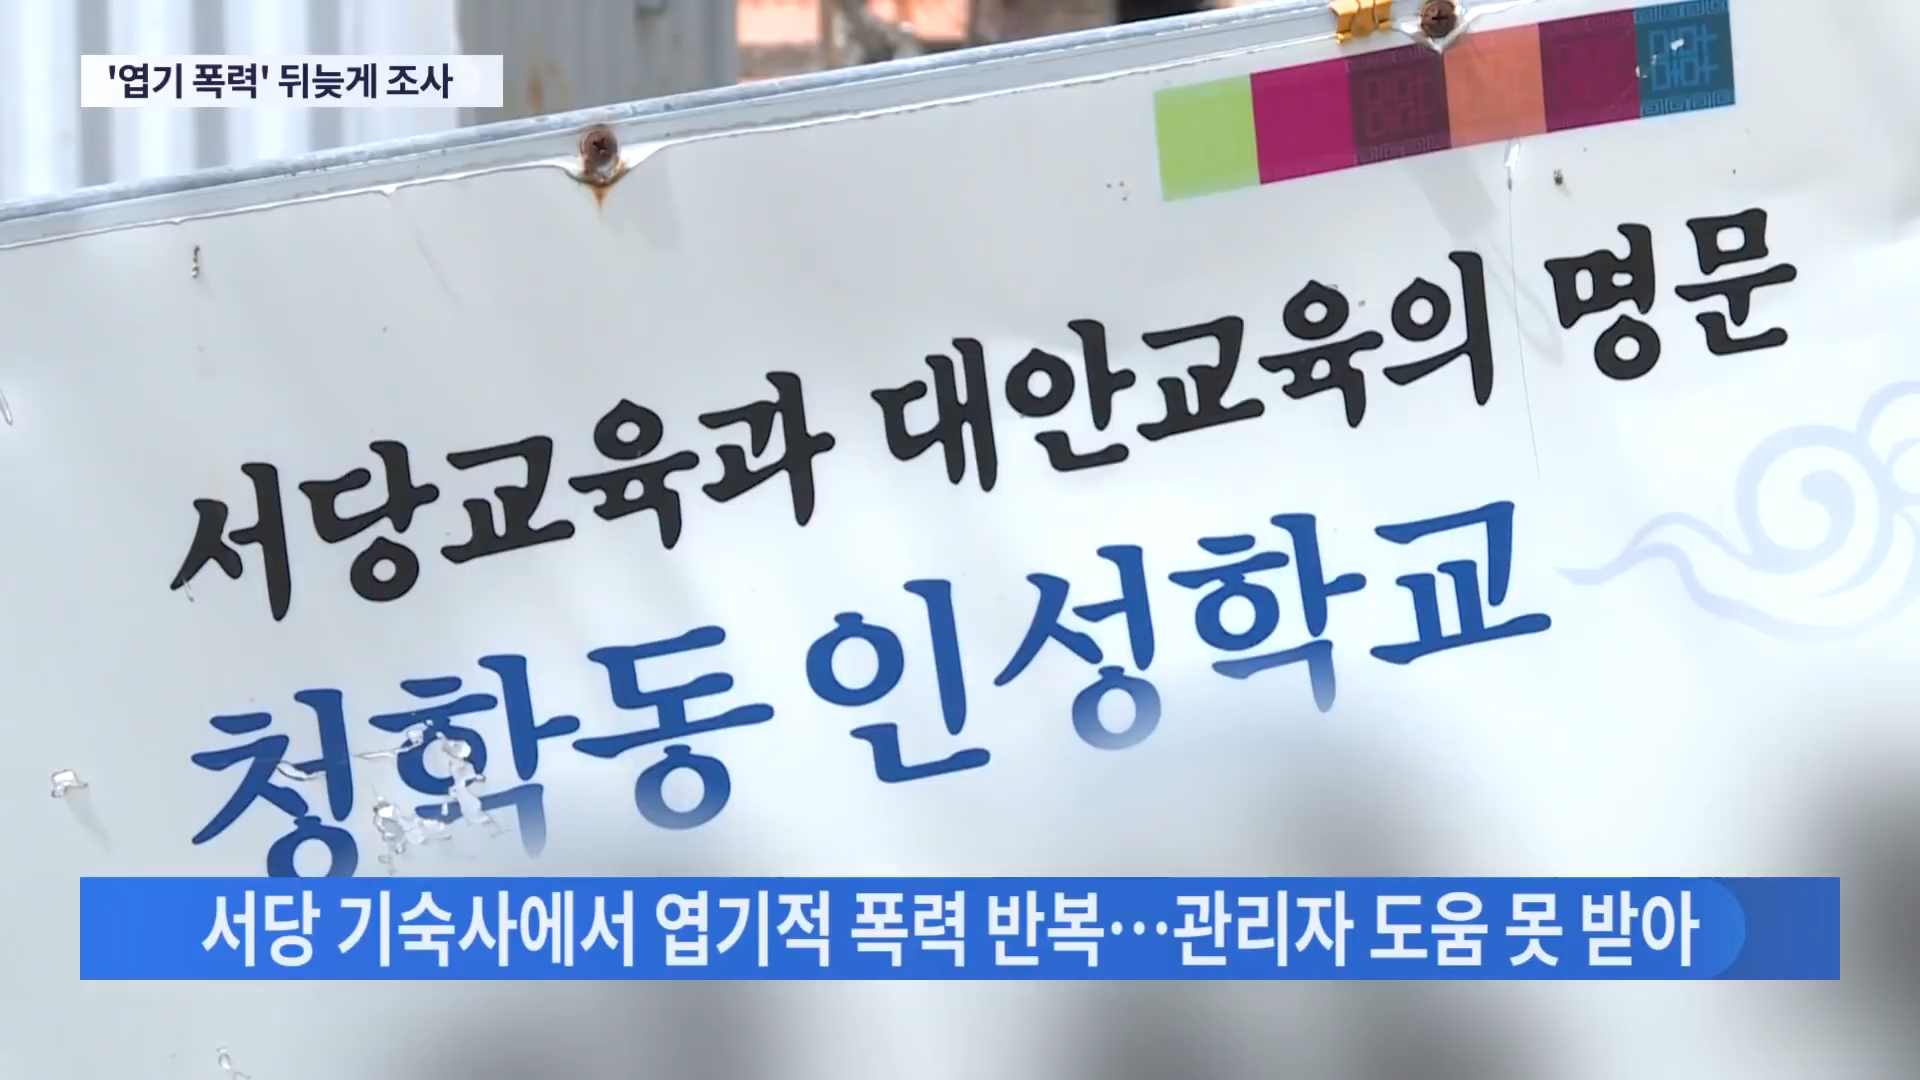 '엽기 폭력' 뒤늦게 조사
서당교육과 대안교육의 명문
청학동 인성학교
서당 기숙사에서 엽기적 폭력 반복…관리자 도움 못 받아